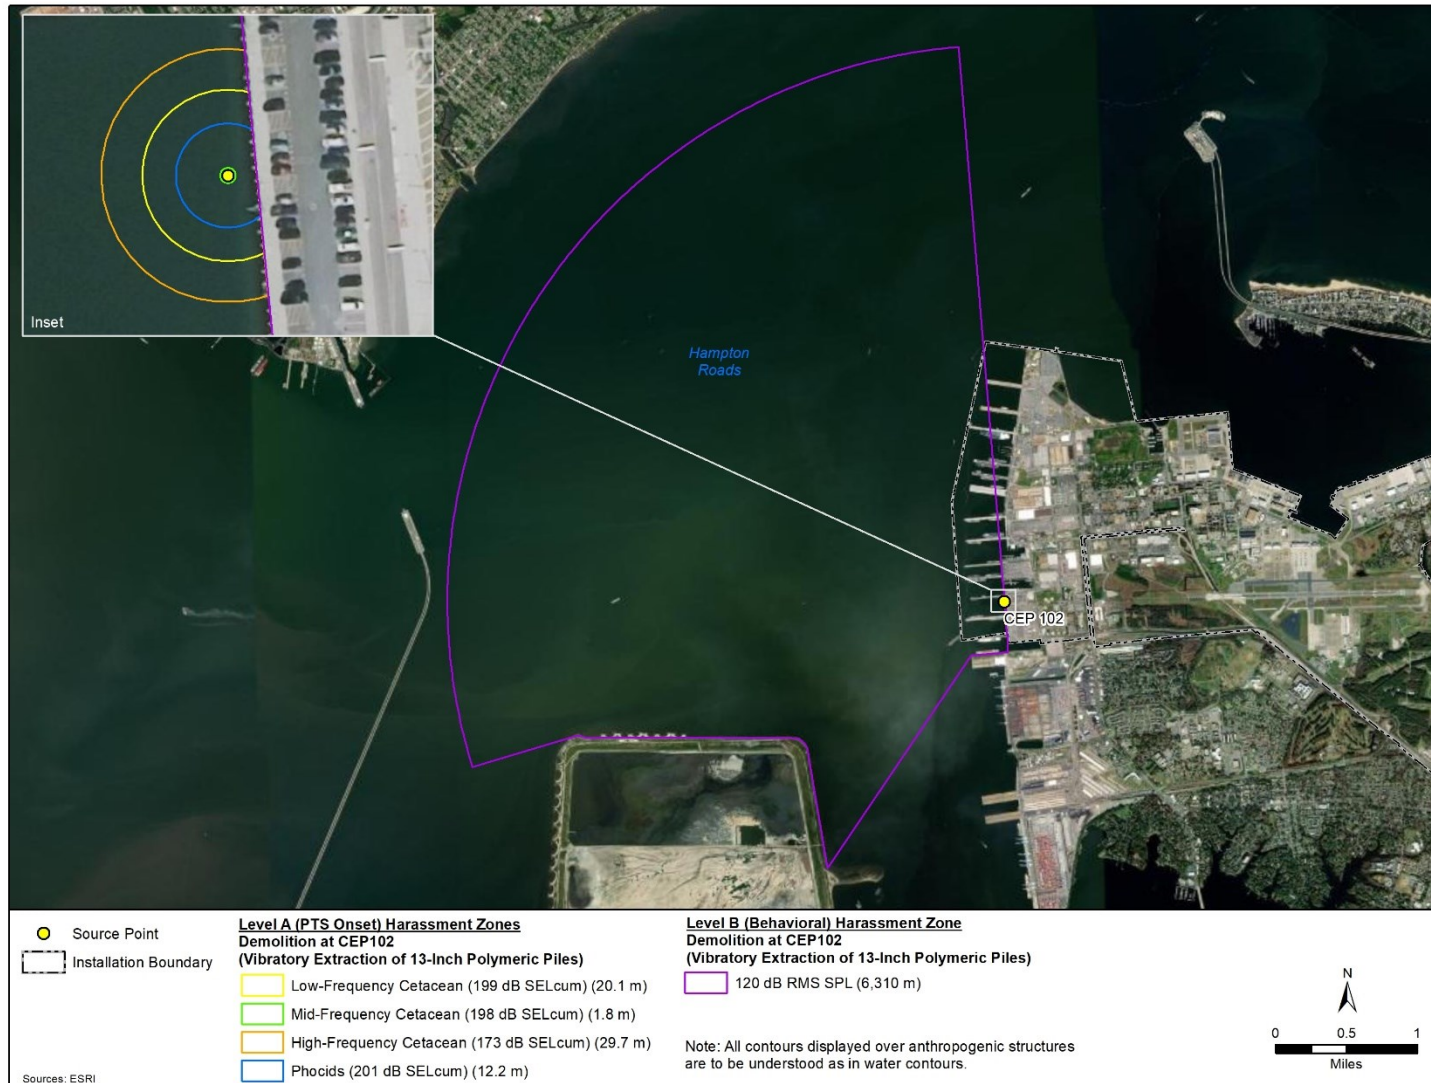 Inset
Hampton
Roads
CEP 102
Source Point
Installation Boundary
Level A (PTS Onset) Harassment Zones
Demolition at CEP102
(Vibratory Extraction of 13-Inch Polymeric Piles)
Low-Frequency Cetacean (199 dB SELcum) (20.1 m)
Mid-Frequency Cetacean (198 dB SELcum) (1.8 m)
High-Frequency Cetacean (173 dB SELcum) (29.7 m)
Phocids (201 dB SELcum) (12.2 m)
Level B (Behavioral) Harassment Zone
Demolition at CEP102
(Vibratory Extraction of 13-Inch Polymeric Piles)
120 dB RMS SPL (6,310 m)
Note: All contours displayed over anthropogenic structures
are to be understood as in water contours.
N
0 0.5 1
Miles
Sources: ESRI